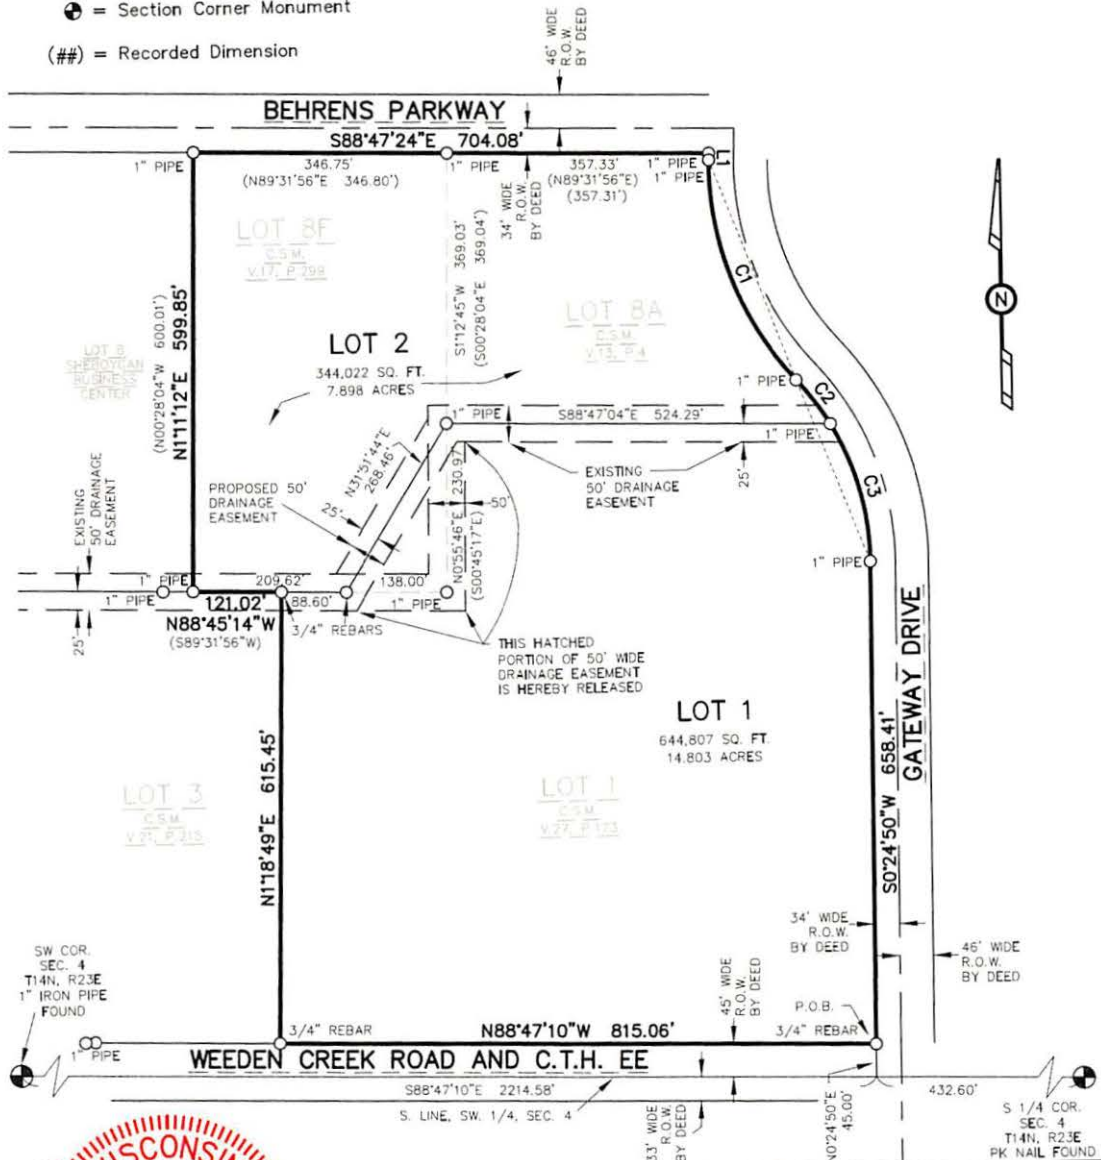 = Section Corner Monument
(##) = Recorded Dimension
46' WIDE
R.O.W.
BY DEED
BEHRENS PARKWAY
S88°47'24"E 704.08'
1" PIPE
346.75'
(N89°31'56"E 346.80')
1" PIPE
357.33'
(N89°31'56"E)
(357.31')
1" PIPE
1" PIPE
L1
34' WIDE
R.O.W.
BY DEED
LOT 8F
C.S.M.
V.17, P.299
S1°12'45"W 369.03'
(S00°28'04"E 369.04')
LOT 8A
C.S.M.
V.13, P.4
C1
N
N1°11'12"E 599.85'
(N00°28'04"W 600.01')
LOT 8
SHEBOYGAN
BUSINESS
CENTER
LOT 2
344,022 SQ. FT.
7.898 ACRES
1" PIPE
C2
1" PIPE
S88°47'04"E 524.29'
1" PIPE
N31°51'44"E
268.46'
25'
PROPOSED 50'
DRAINAGE
EASEMENT
EXISTING
50' DRAINAGE
EASEMENT
25'
C3
EXISTING
50' DRAINAGE
EASEMENT
N0°55'46"E 230.97'
(S00°45'17"E)
50'
1" PIPE
1" PIPE
209.62'
138.00'
1" PIPE
121.02'
88.60'
1" PIPE
N88°45'14"W
(S89°31'56"W)
25'
3/4" REBARS
THIS HATCHED
PORTION OF 50' WIDE
DRAINAGE EASEMENT
IS HEREBY RELEASED
GATEWAY DRIVE
S0°24'50"W 658.41'
LOT 1
644,807 SQ. FT.
14.803 ACRES
N1°18'49"E 615.45'
LOT 3
C.S.M.
V.21, P.215
LOT 1
C.S.M.
V.27, P.173
34' WIDE
R.O.W.
BY DEED
46' WIDE
R.O.W.
BY DEED
SW COR.
SEC. 4
T14N, R23E
1" IRON PIPE
FOUND
45' WIDE
R.O.W.
BY DEED
P.O.B.
3/4" REBAR
N88°47'10"W 815.06'
3/4" REBAR
1" PIPE
WEEDEN CREEK ROAD AND C.T.H. EE
S88°47'10"E 2214.58'
S. LINE, SW. 1/4, SEC. 4
33' WIDE
R.O.W.
BY DEED
N0°24'50"E
45.00'
432.60'
S 1/4 COR.
SEC. 4
T14N, R23E
PK NAIL FOUND